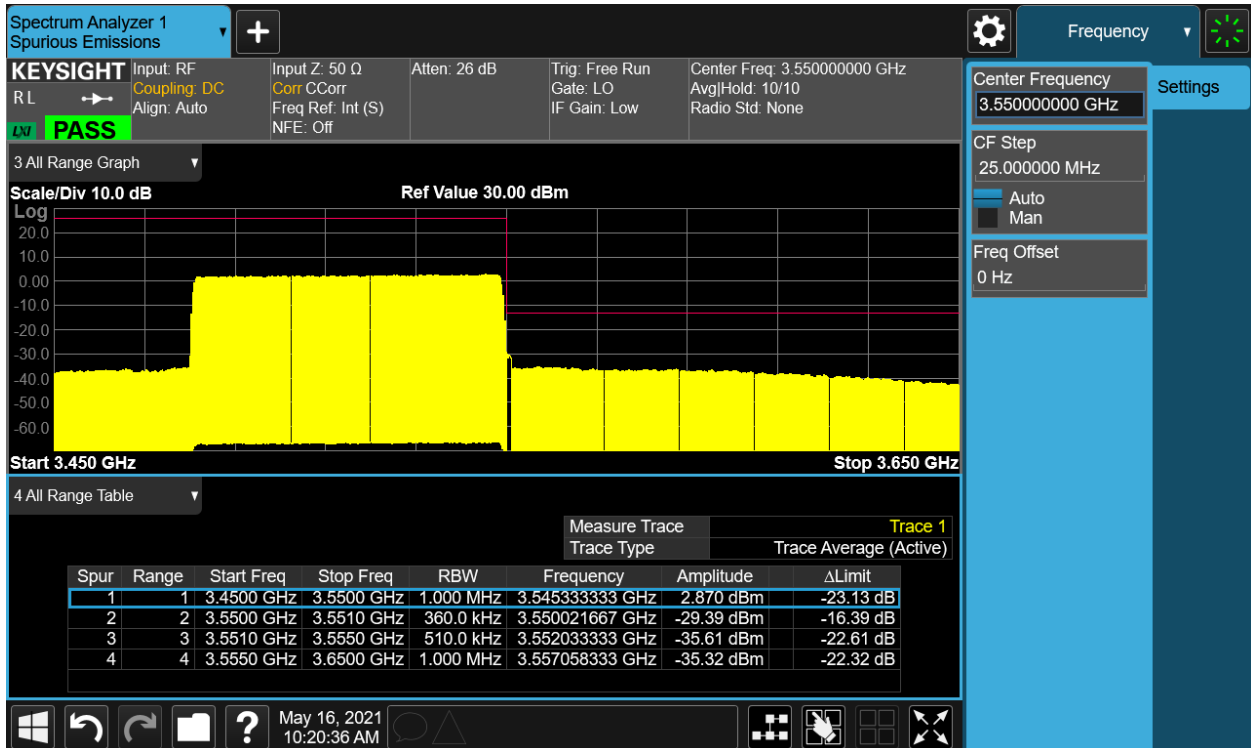 Spectrum Analyzer 1
Spurious Emissions
▼
+
Frequency
▼
KEYSIGHT
RL
LXI
PASS
Input: RF
Coupling: DC
Align: Auto
Input Z: 50 Ω
Corr CCorr
Freq Ref: Int (S)
NFE: Off
Atten: 26 dB
Trig: Free Run
Gate: LO
IF Gain: Low
Center Freq: 3.550000000 GHz
Avg|Hold: 10/10
Radio Std: None
Center Frequency
3.550000000 GHz
Settings
CF Step
25.000000 MHz
Auto
Man
Freq Offset
0 Hz
3 All Range Graph ▼
Scale/Div 10.0 dB Ref Value 30.00 dBm
Log
20.0
10.0
0.00
-10.0
-20.0
-30.0
-40.0
-50.0
-60.0
Start 3.450 GHz Stop 3.650 GHz
4 All Range Table ▼
Measure Trace Trace 1
Trace Type Trace Average (Active)
Spur Range Start Freq Stop Freq RBW Frequency Amplitude ΔLimit
1 1 3.4500 GHz 3.5500 GHz 1.000 MHz 3.545333333 GHz 2.870 dBm -23.13 dB
2 2 3.5500 GHz 3.5510 GHz 360.0 kHz 3.550021667 GHz -29.39 dBm -16.39 dB
3 3 3.5510 GHz 3.5550 GHz 510.0 kHz 3.552033333 GHz -35.61 dBm -22.61 dB
4 4 3.5550 GHz 3.6500 GHz 1.000 MHz 3.557058333 GHz -35.32 dBm -22.32 dB
?
May 16, 2021
10:20:36 AM